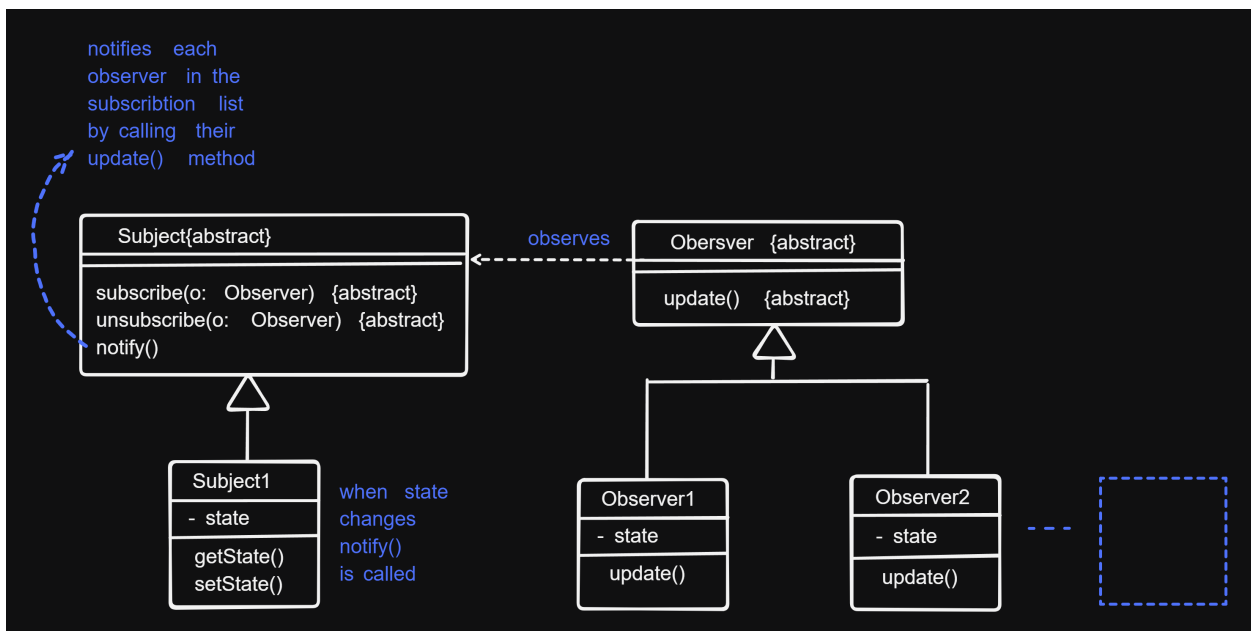 notifies each
observer in the
subscribtion list
by calling their
update() method
Subject{abstract}
subscribe(o: Observer) {abstract}
unsubscribe(o: Observer) {abstract}
notify()
observes
Obersver {abstract}
update() {abstract}
Subject1
- state
getState()
setState()
when state
changes
notify()
is called
Observer1
- state
update()
Observer2
- state
update()